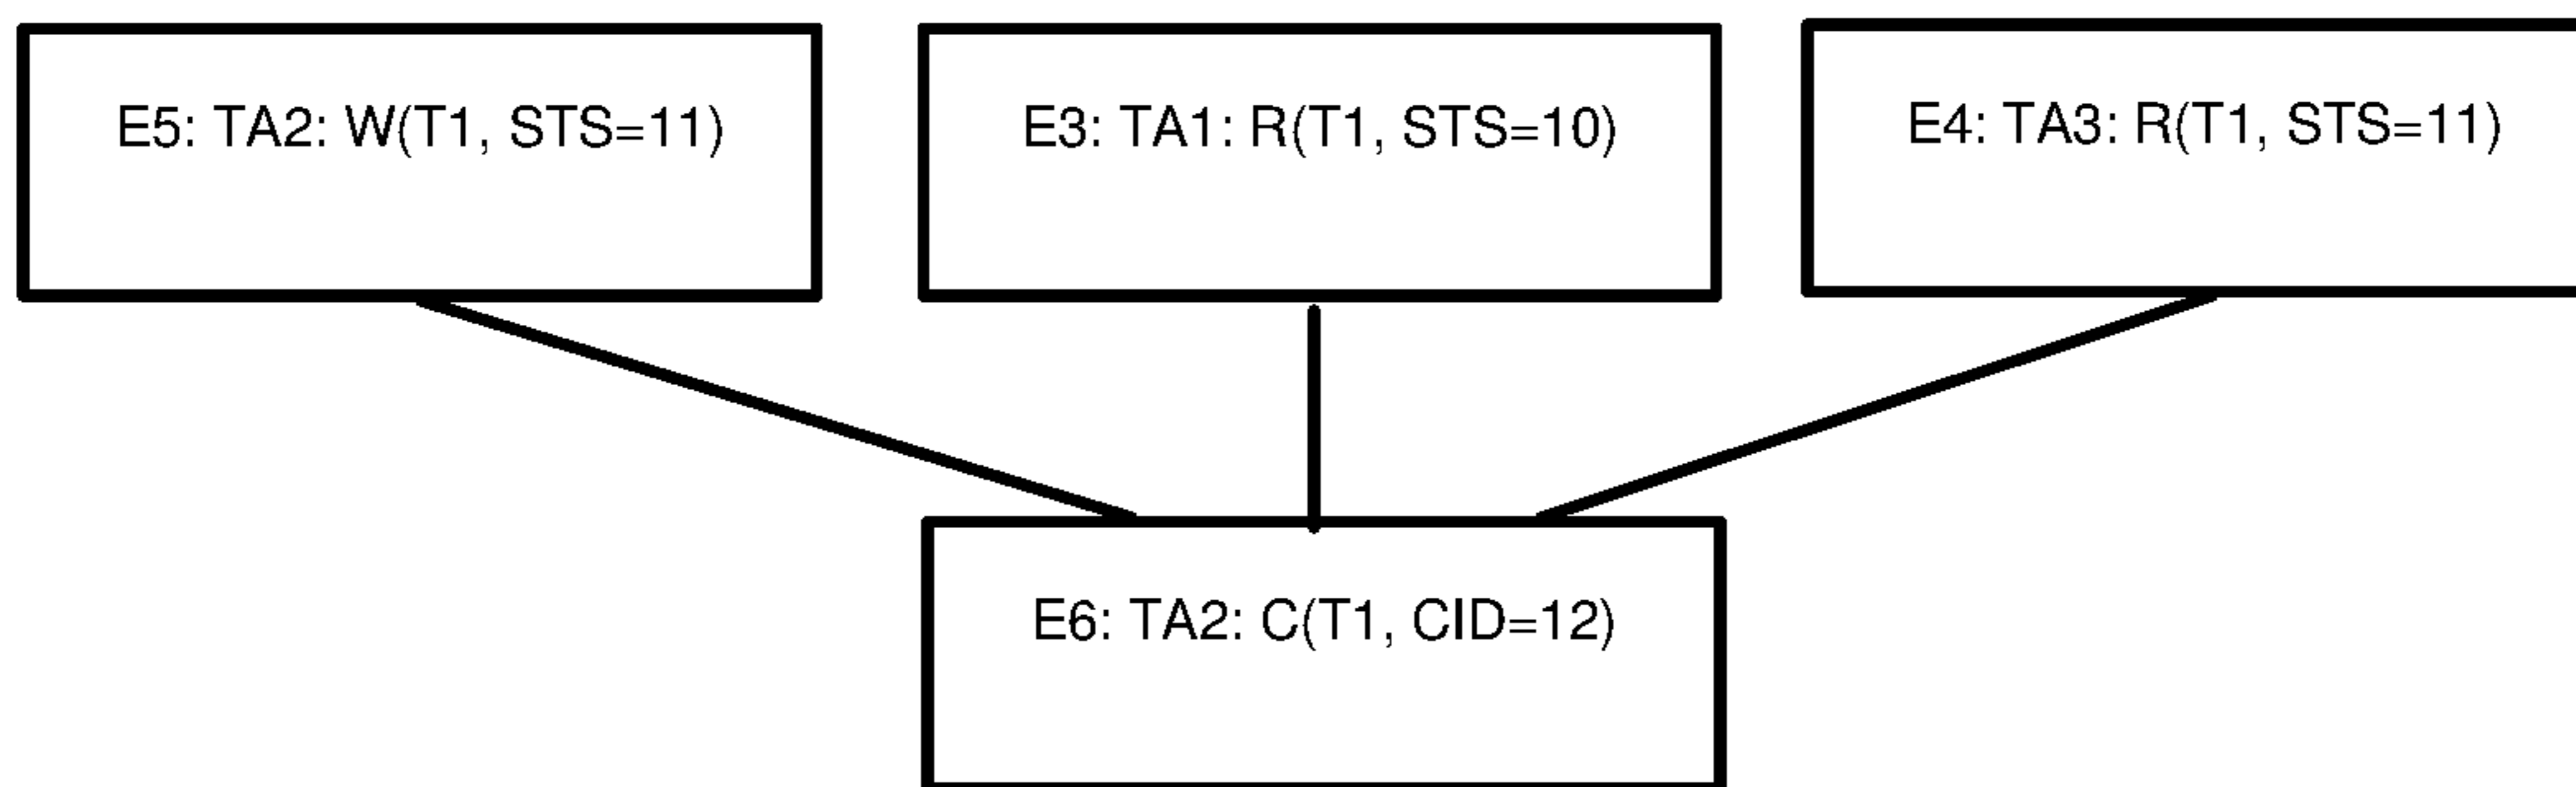 E5: TA2: W(T1, STS=11)
E3: TA1: R(T1, STS=10)
E4: TA3: R(T1, STS=11)
E6: TA2: C(T1, CID=12)